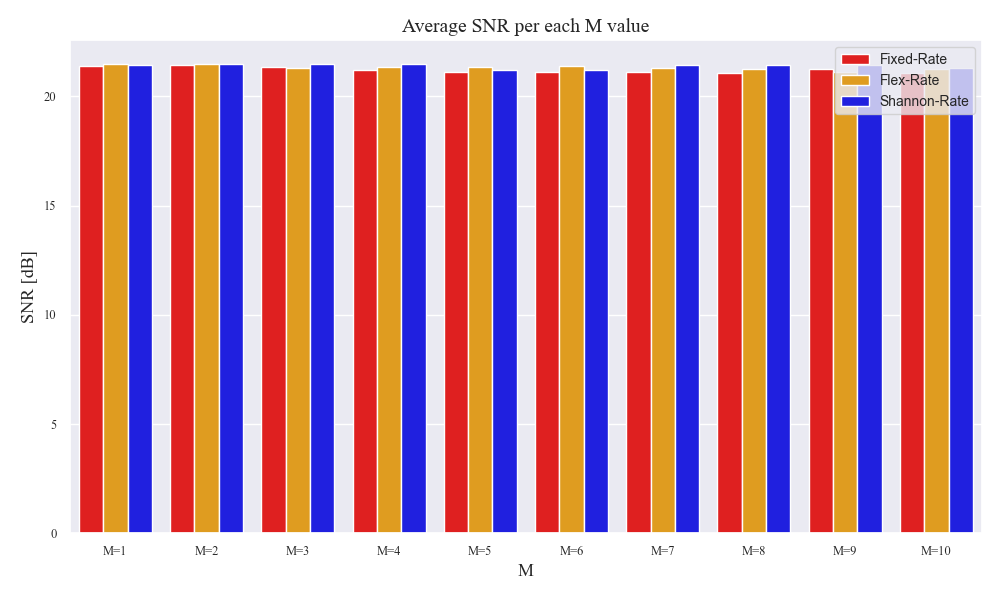 Average SNR per each M value
Fixed-Rate
Flex-Rate
Shannon-Rate
SNR [dB]
20
15
10
5
0
M=1 M=2 M=3 M=4 M=5 M=6 M=7 M=8 M=9 M=10
M